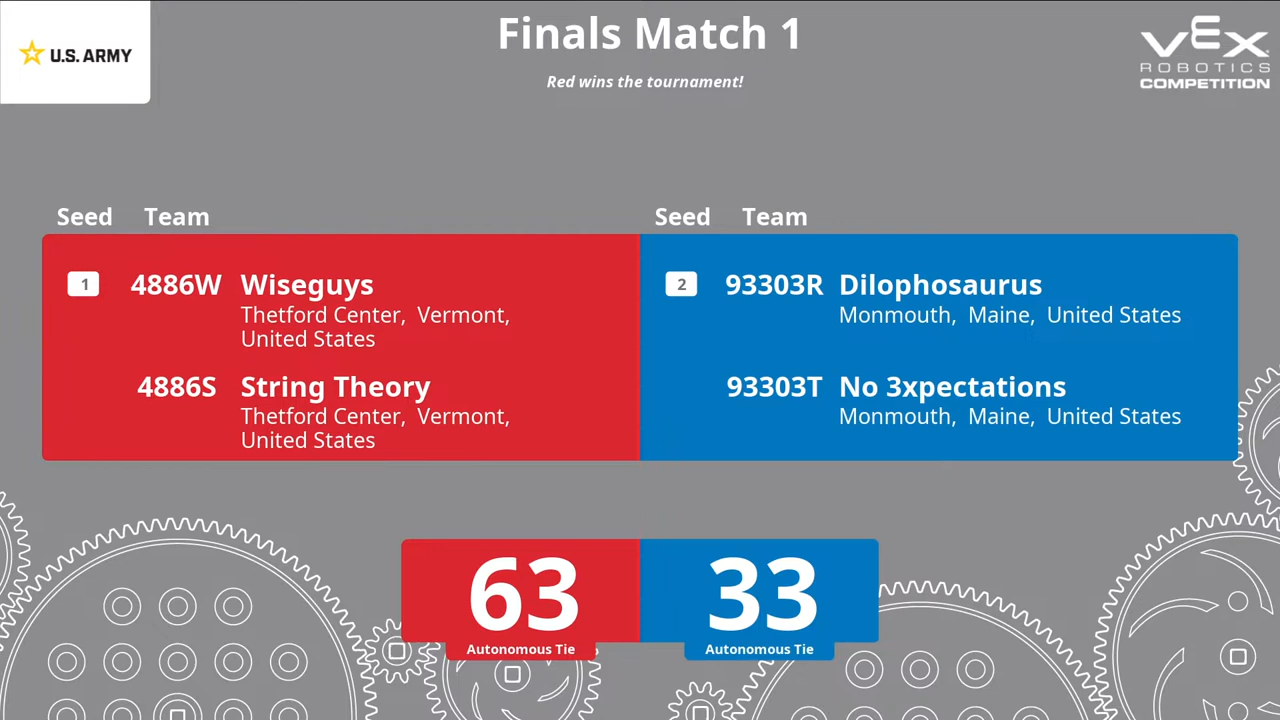 U.S. ARMY
Finals Match 1
Red wins the tournament!
VEX
ROBOTICS
COMPETITION
Seed Team
Seed Team
1 4886W Wiseguys
Thetford Center, Vermont,
United States
4886S String Theory
Thetford Center, Vermont,
United States
2 93303R Dilophosaurus
Monmouth, Maine, United States
93303T No 3xpectations
Monmouth, Maine, United States
63 33
Autonomous Tie Autonomous Tie